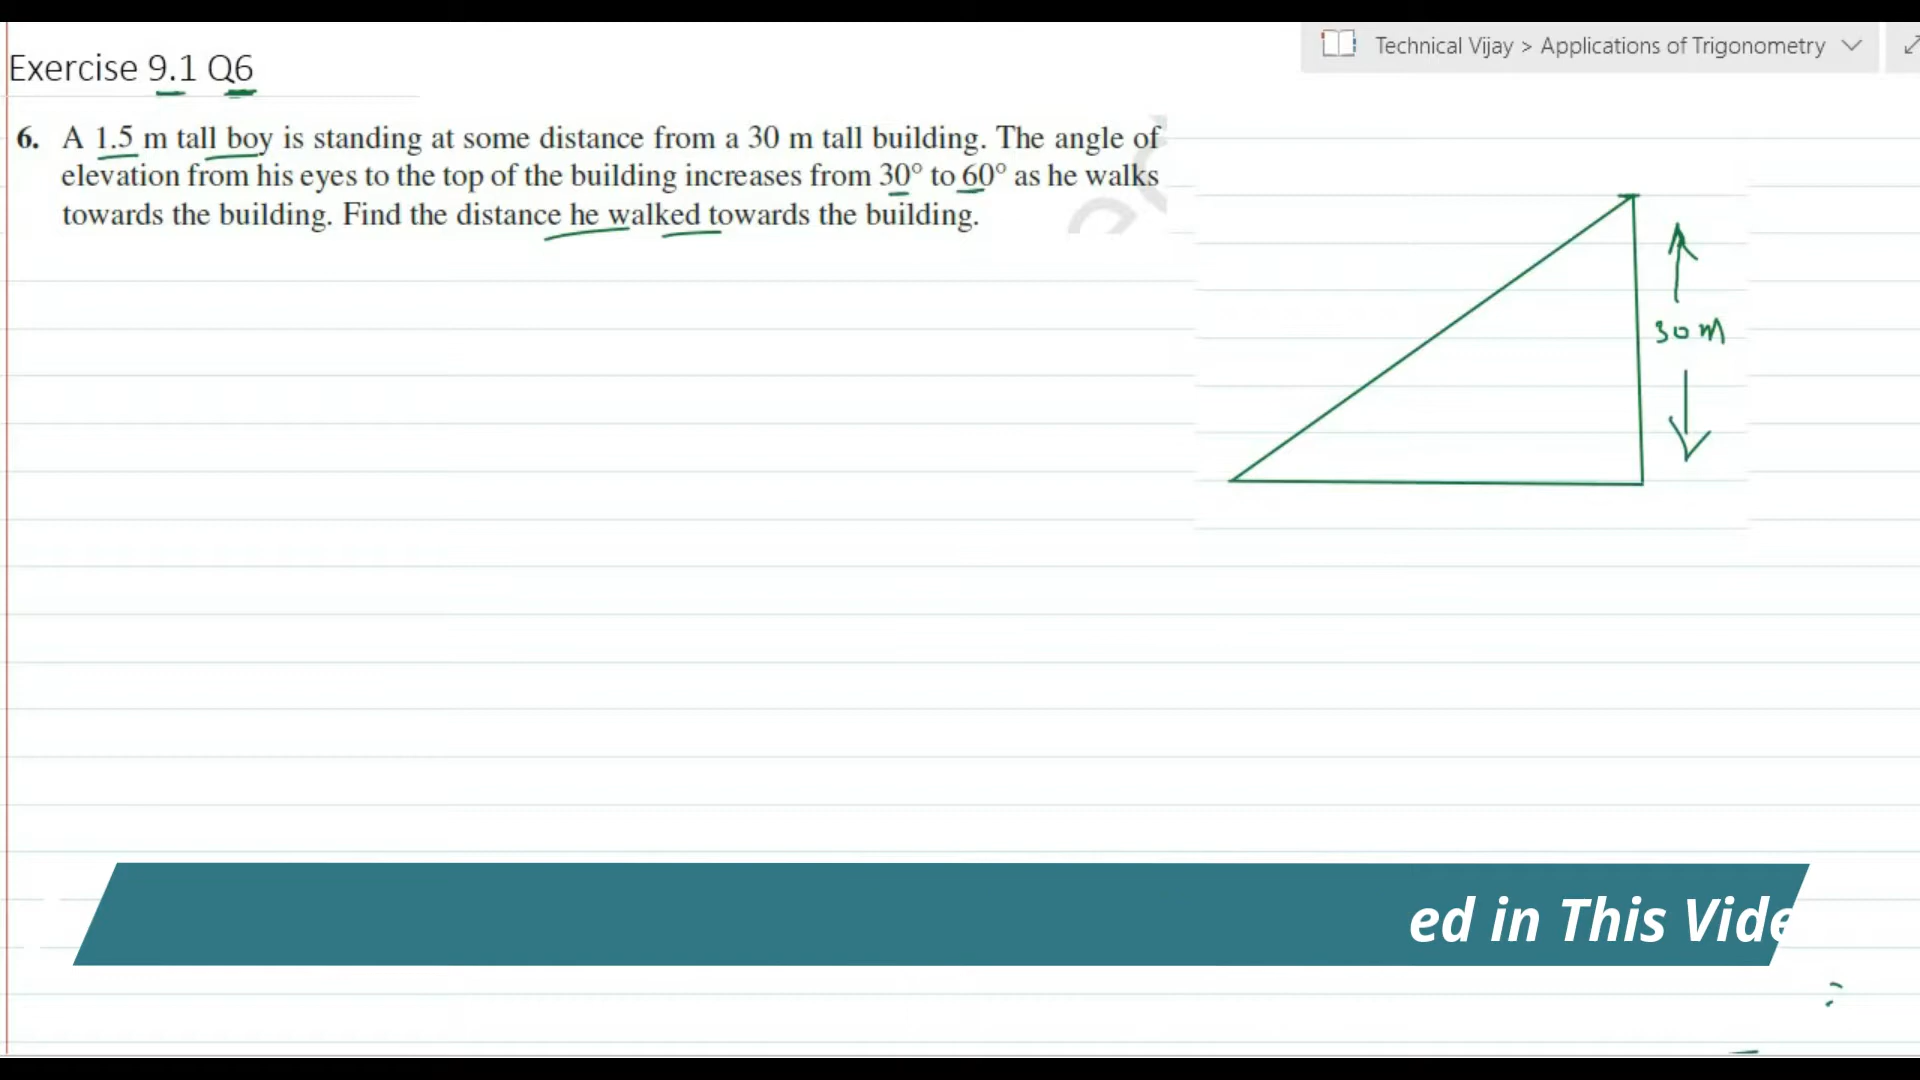 Technical Vijay > Applications of Trigonometry
Exercise 9.1 Q6
6. A 1.5 m tall boy is standing at some distance from a 30 m tall building. The angle of
elevation from his eyes to the top of the building increases from 30° to 60° as he walks
towards the building. Find the distance he walked towards the building.
30 m
ed in This Vide